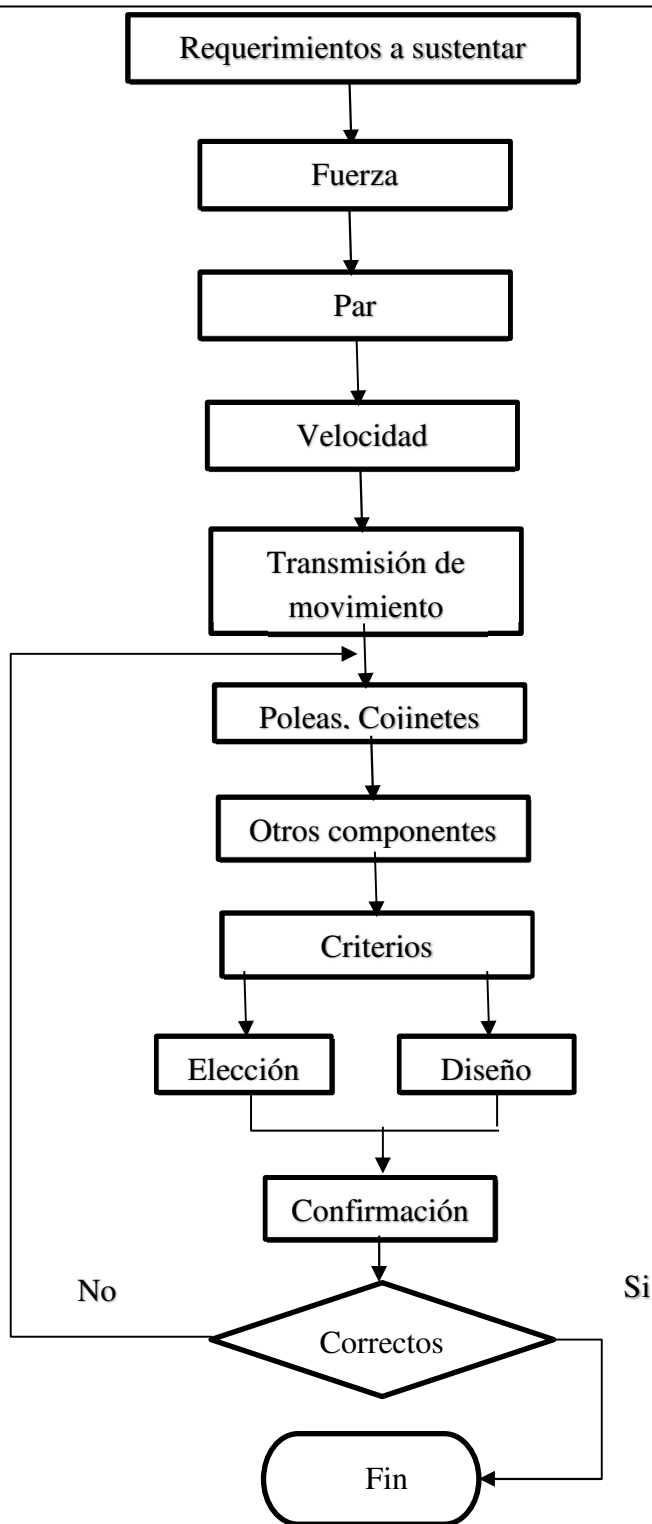 Requerimientos a sustentar
Fuerza
Par
Velocidad
Transmisión de
movimiento
Poleas, Cojinetes
Otros componentes
Criterios
Elección
Diseño
Confirmación
No
Si
Correctos
Fin